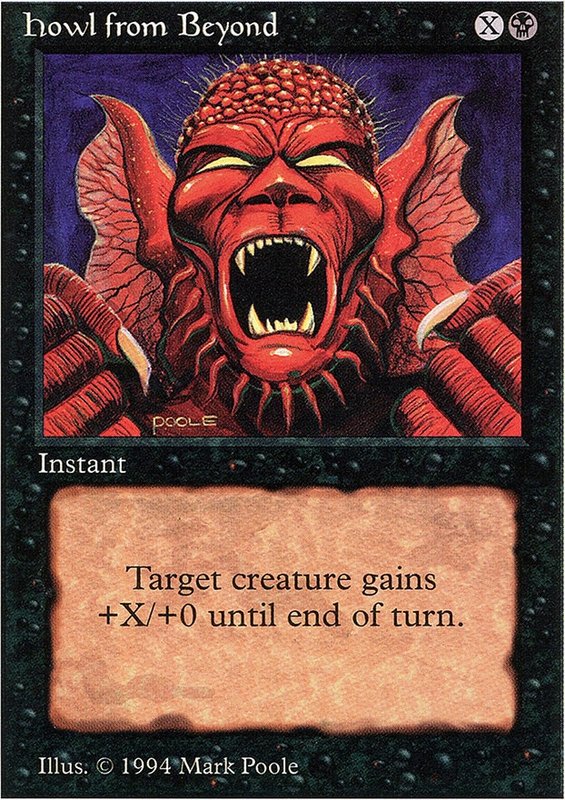 Howl from Beyond X
POOLE
Instant
Target creature gains
+X/+0 until end of turn.
Illus. © 1994 Mark Poole